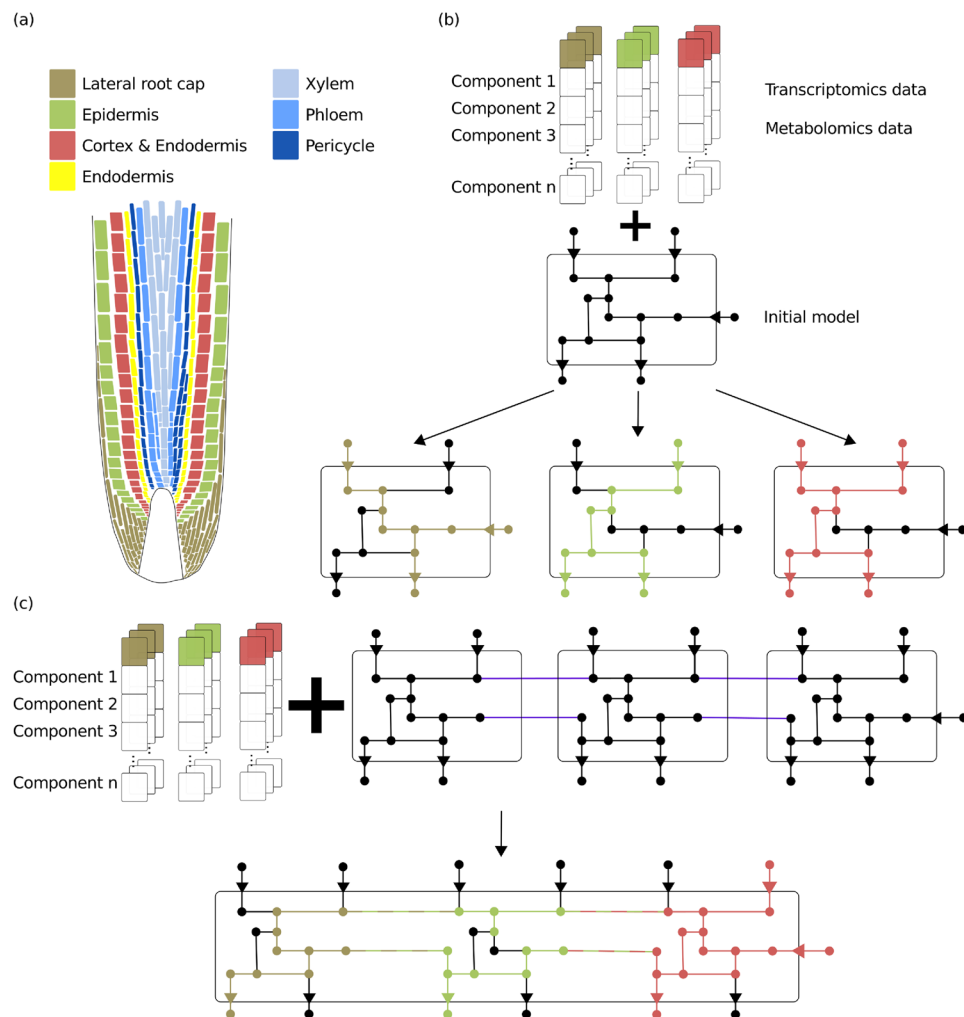 (a)
Lateral root cap
Epidermis
Cortex & Endodermis
Endodermis
Xylem
Phloem
Pericycle
(b)
Component 1
Component 2
Component 3
Component n
Transcriptomics data
Metabolomics data
Initial model
(c)
Component 1
Component 2
Component 3
Component n